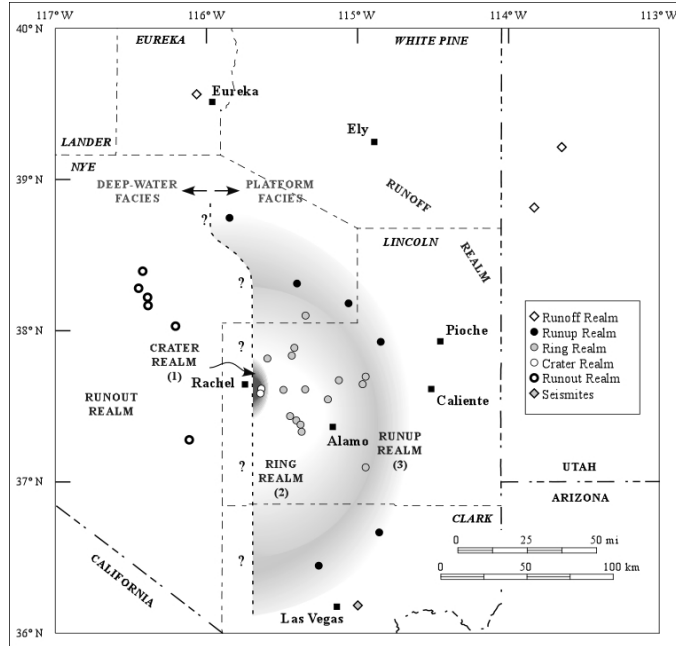 117° W
116° W
115° W
114° W
113° W
40° N
EUREKA
WHITE PINE
Eureka
Ely
LANDER
NYE
39° N
DEEP-WATER
FACIES
PLATFORM
FACIES
RUNOFF
REALM
?
LINCOLN
?
38° N
?
CRATER
REALM
(1)
Pioche
Rachel
Caliente
RUNOUT
REALM
Alamo
RUNUP
REALM
(3)
RING
REALM
(2)
?
Runoff Realm
Runup Realm
Ring Realm
Crater Realm
Runout Realm
Seismites
37° N
UTAH
ARIZONA
CLARK
CALIFORNIA
?
0 25 50 mi
0 50 75 100 km
Las Vegas
36° N